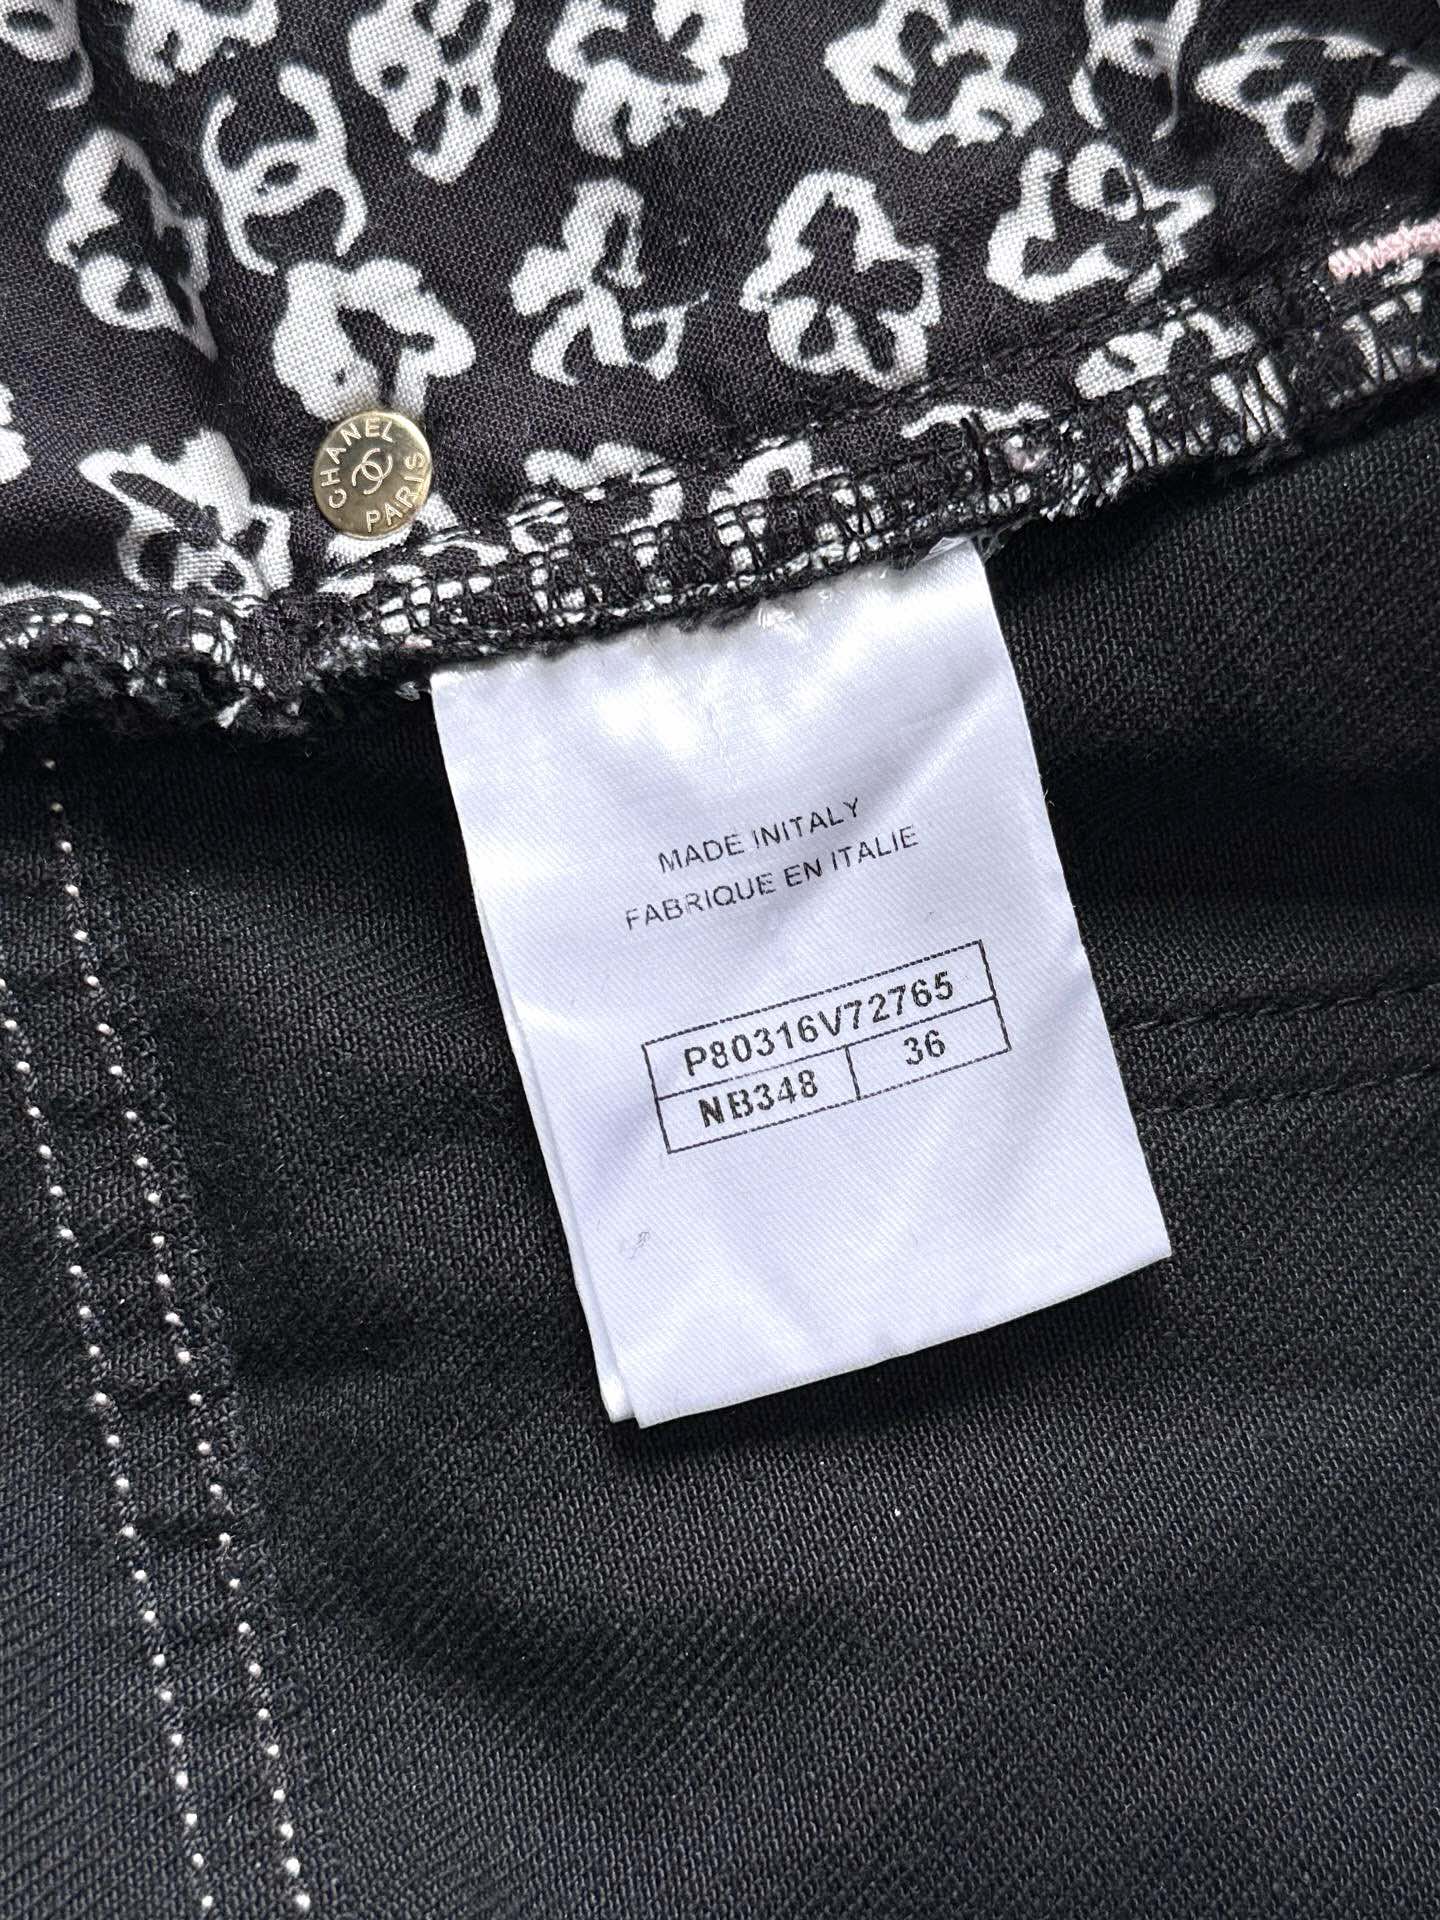 CHANEL
PARIS
MADE INITALY
FABRIQUE EN ITALIE
P80316V72765
NB348 36